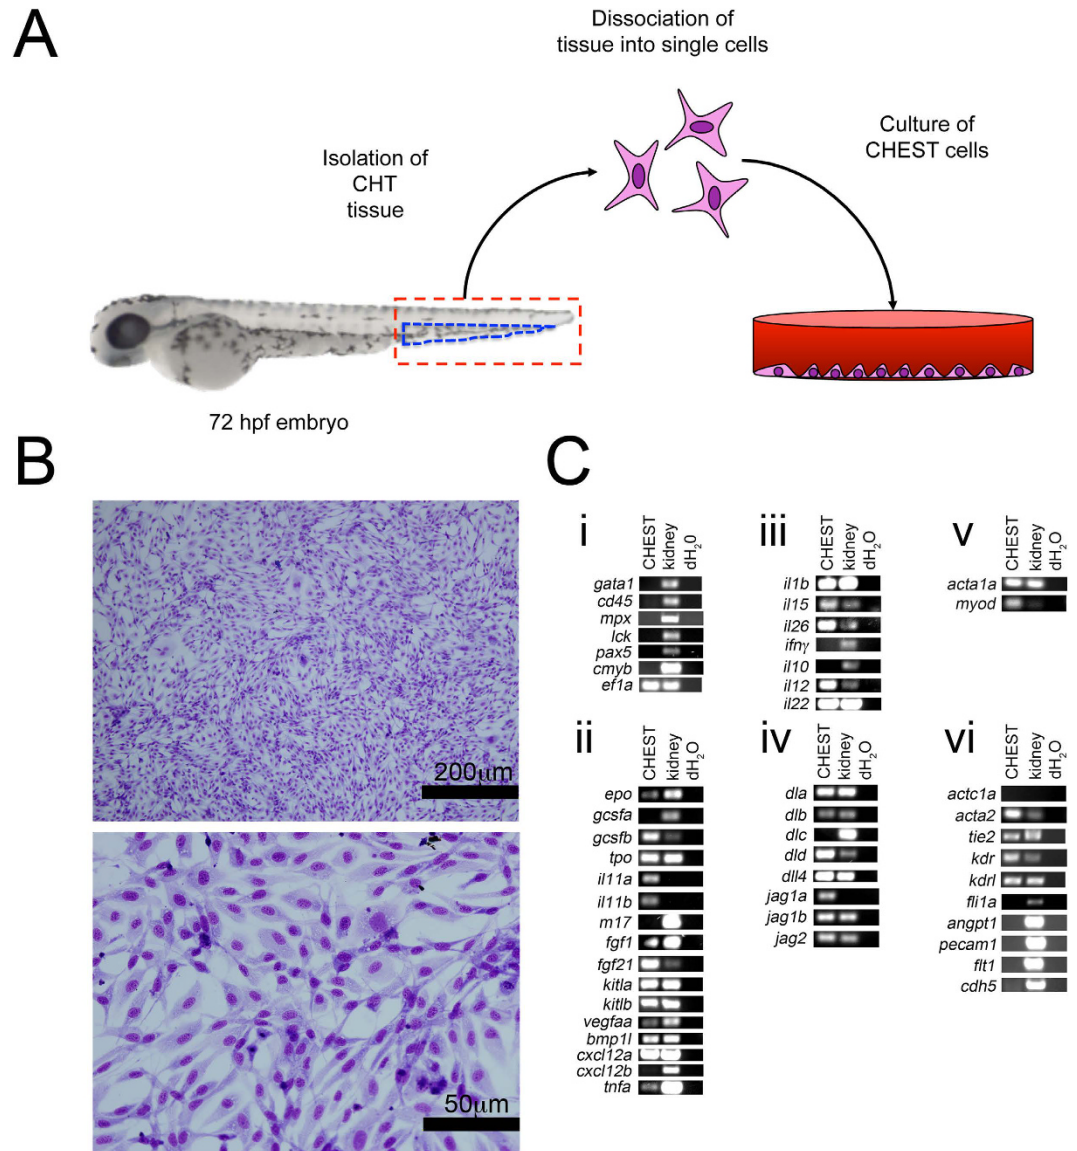 A
Dissociation of
tissue into single cells
Isolation of
CHT
tissue
Culture of
CHEST cells
72 hpf embryo
B
200μm
50μm
C
i
CHEST
kidney
dH₂0
gata1
cd45
mpx
lck
pax5
cmyb
ef1a
ii
CHEST
kidney
dH₂O
epo
gcsfa
gcsfb
tpo
il11a
il11b
m17
fgf1
fgf21
kitla
kitlb
vegfaa
bmp1l
cxcl12a
cxcl12b
tnfa
iii
CHEST
kidney
dH₂O
il1b
il15
il26
ifnγ
il10
il12
il22
iv
CHEST
kidney
dH₂O
dla
dlb
dlc
dld
dll4
jag1a
jag1b
jag2
v
CHEST
kidney
dH₂O
acta1a
myod
vi
CHEST
kidney
dH₂O
actc1a
acta2
tie2
kdr
kdrl
fli1a
angpt1
pecam1
flt1
cdh5